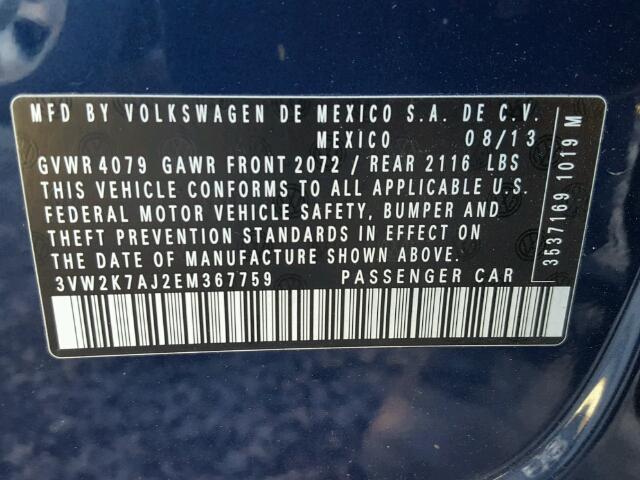 MFD BY VOLKSWAGEN DE MEXICO S.A. DE C.V.
MEXICO 08/13
GVWR 4079 GAWR FRONT 2072 / REAR 2116 LBS
THIS VEHICLE CONFORMS TO ALL APPLICABLE U.S.
FEDERAL MOTOR VEHICLE SAFETY, BUMPER AND
THEFT PREVENTION STANDARDS IN EFFECT ON
THE DATE OF MANUFACTURE SHOWN ABOVE.
3VW2K7AJ2EM367759 PASSENGER CAR
3537169 1019 M